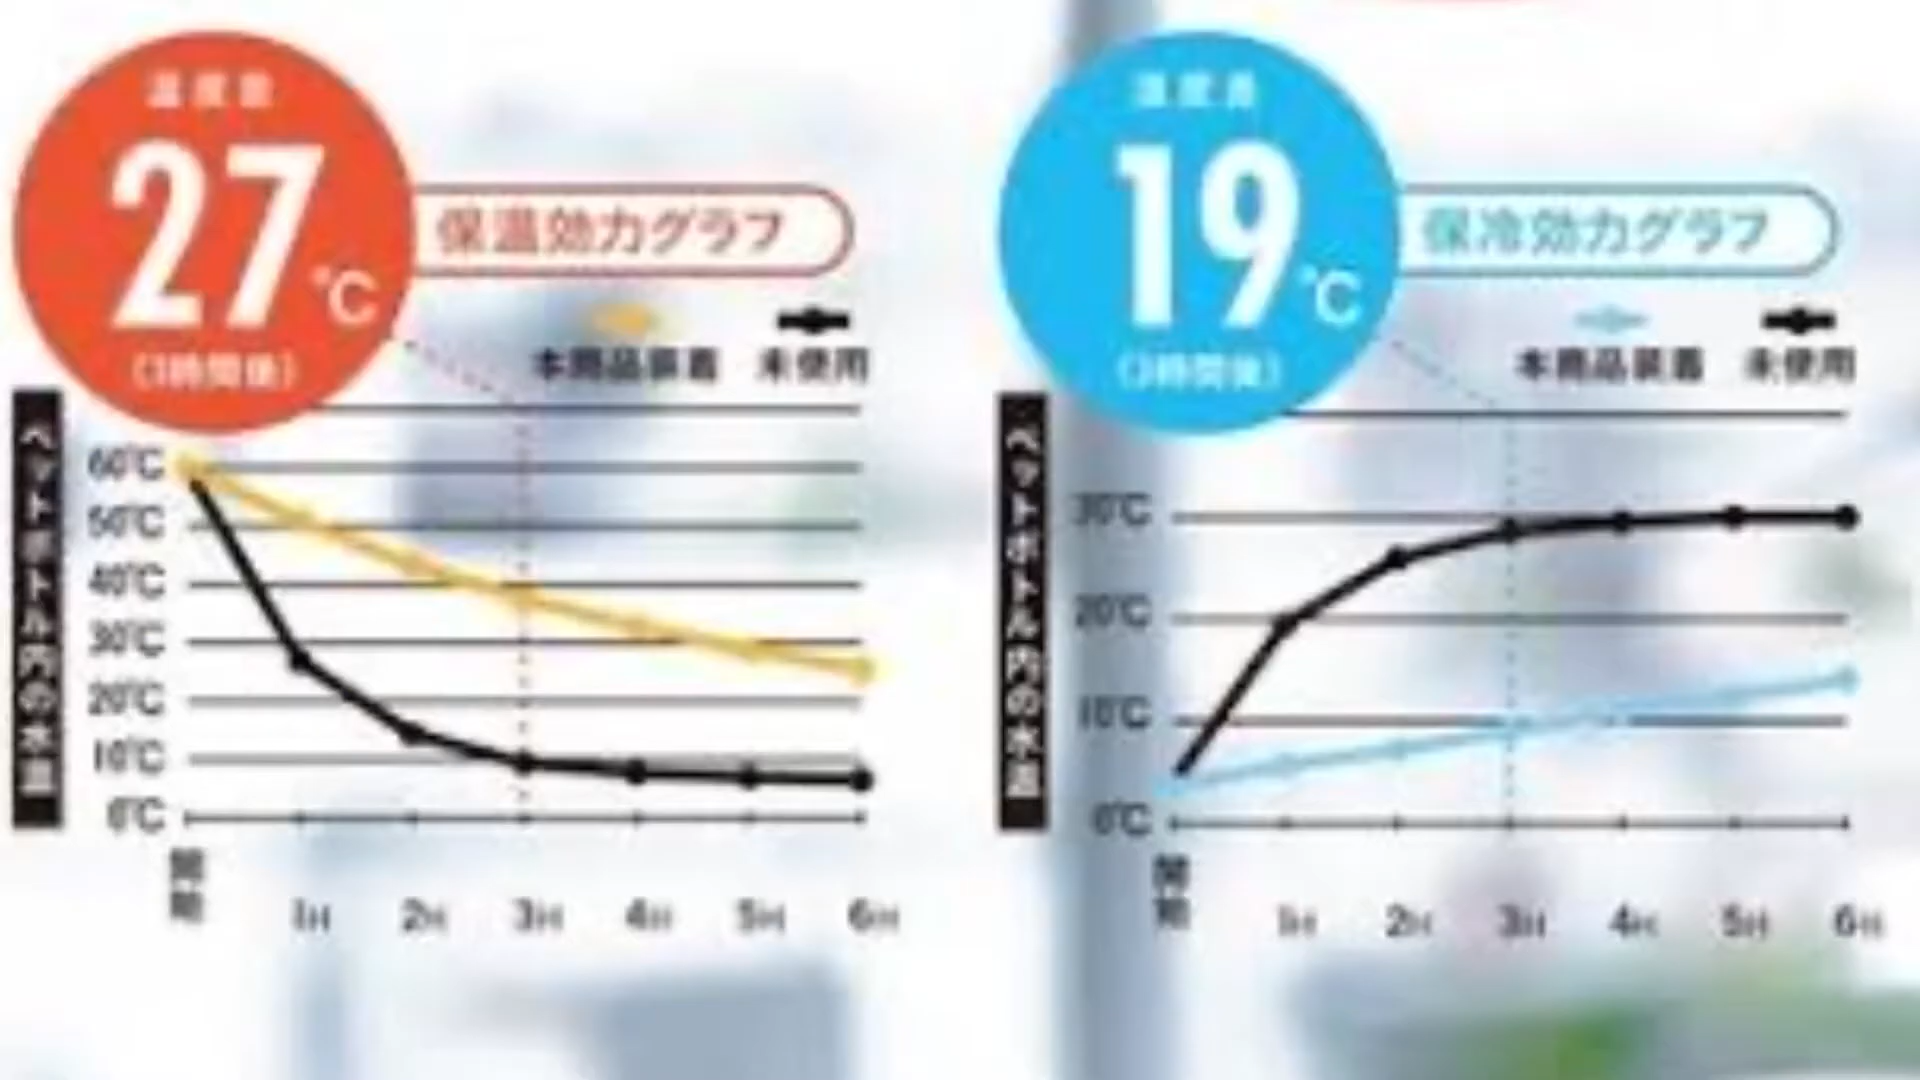 温度差
27℃
(3時間後)
保温効力グラフ
本商品装着
未使用
ペットボトル内の水温
60℃
50℃
40℃
30℃
20℃
10℃
0℃
開始
1H
2H
3H
4H
5H
6H
温度差
19℃
(3時間後)
保冷効力グラフ
本商品装着
未使用
ペットボトル内の水温
30℃
20℃
10℃
0℃
開始
1H
2H
3H
4H
5H
6H